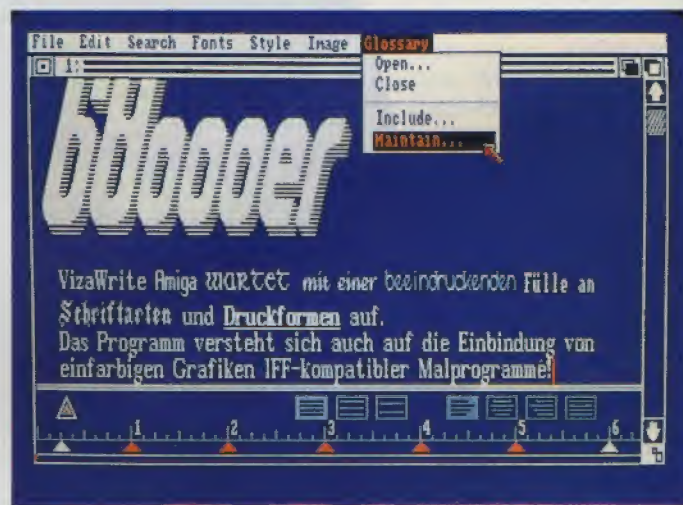 File Edit Search Fonts Style Image Glossary
1:
Open...
Close
Include...
Maintain...
68000er
VizaWrite Amiga wartet mit einer beeindruckenden Fülle an
Schriftarten und Druckformen auf.
Das Programm versteht sich auch auf die Einbindung von
einfarbigen Grafiken IFF-kompatibler Malprogramme!
1 2 3 4 5 6